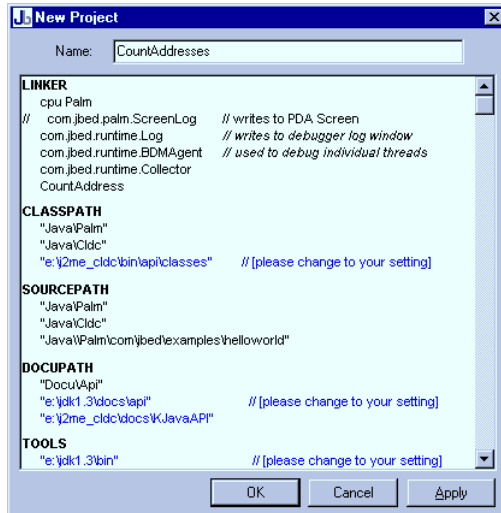 Jb New Project
Name: CountAddresses
LINKER
cpu Palm
// com.jbed.palm.ScreenLog // writes to PDA Screen
com.jbed.runtime.Log // writes to debugger log window
com.jbed.runtime.BDMAgent // used to debug individual threads
com.jbed.runtime.Collector
CountAddress
CLASSPATH
"Java\Palm"
"Java\Cldc"
"e:\j2me_cldc\bin\api\classes" // [please change to your setting]
SOURCEPATH
"Java\Palm"
"Java\Cldc"
"Java\\Palm\com\jbed\examples\helloworld"
DOCUPATH
"Docu\Api"
"e:\jdk1.3\docs\api" // [please change to your setting]
"e:\j2me_cldc\docs\KJavaAPI"
TOOLS
"e:\jdk1.3\bin" // [please change to your setting]
OK Cancel Apply